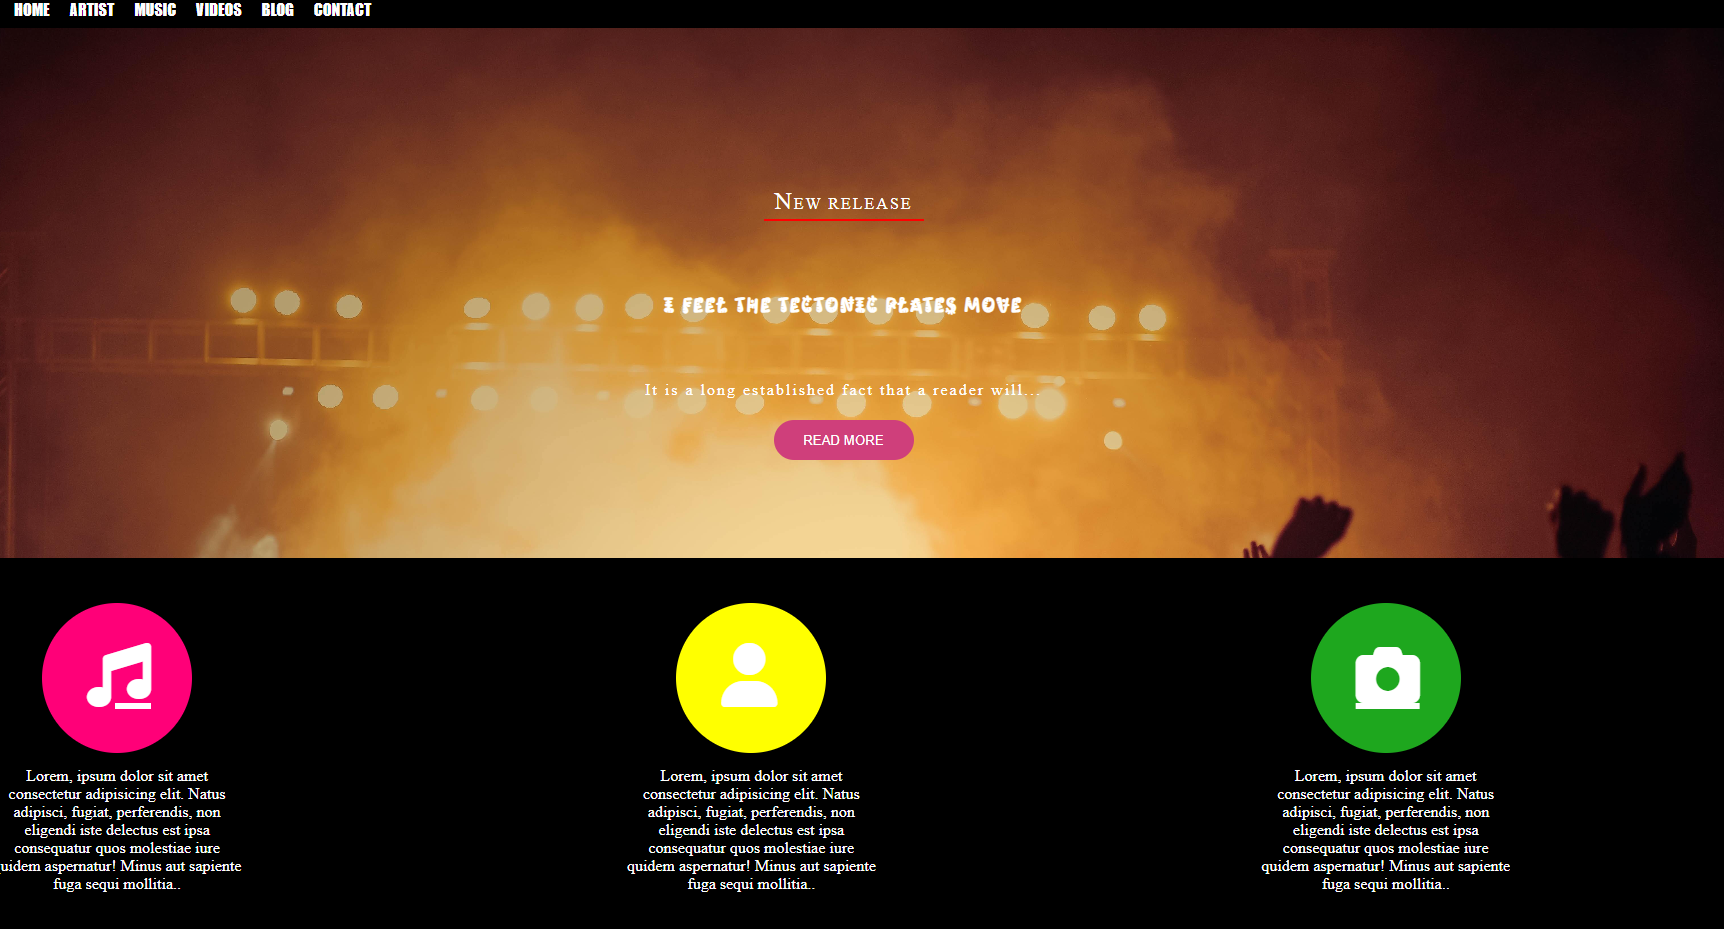 HOME ARTIST MUSIC VIDEOS BLOG CONTACT
New release
I FEEL THE TECTONIC PLATES MOVE
It is a long established fact that a reader will...
READ MORE
Lorem, ipsum dolor sit amet
consectetur adipisicing elit. Natus
adipisci, fugiat, perferendis, non
eligendi iste delectus est ipsa
consequatur quos molestiae iure
uidem aspernatur! Minus aut sapiente
fuga sequi mollitia..
Lorem, ipsum dolor sit amet
consectetur adipisicing elit. Natus
adipisci, fugiat, perferendis, non
eligendi iste delectus est ipsa
consequatur quos molestiae iure
quidem aspernatur! Minus aut sapiente
fuga sequi mollitia..
Lorem, ipsum dolor sit amet
consectetur adipisicing elit. Natus
adipisci, fugiat, perferendis, non
eligendi iste delectus est ipsa
consequatur quos molestiae iure
quidem aspernatur! Minus aut sapiente
fuga sequi mollitia..